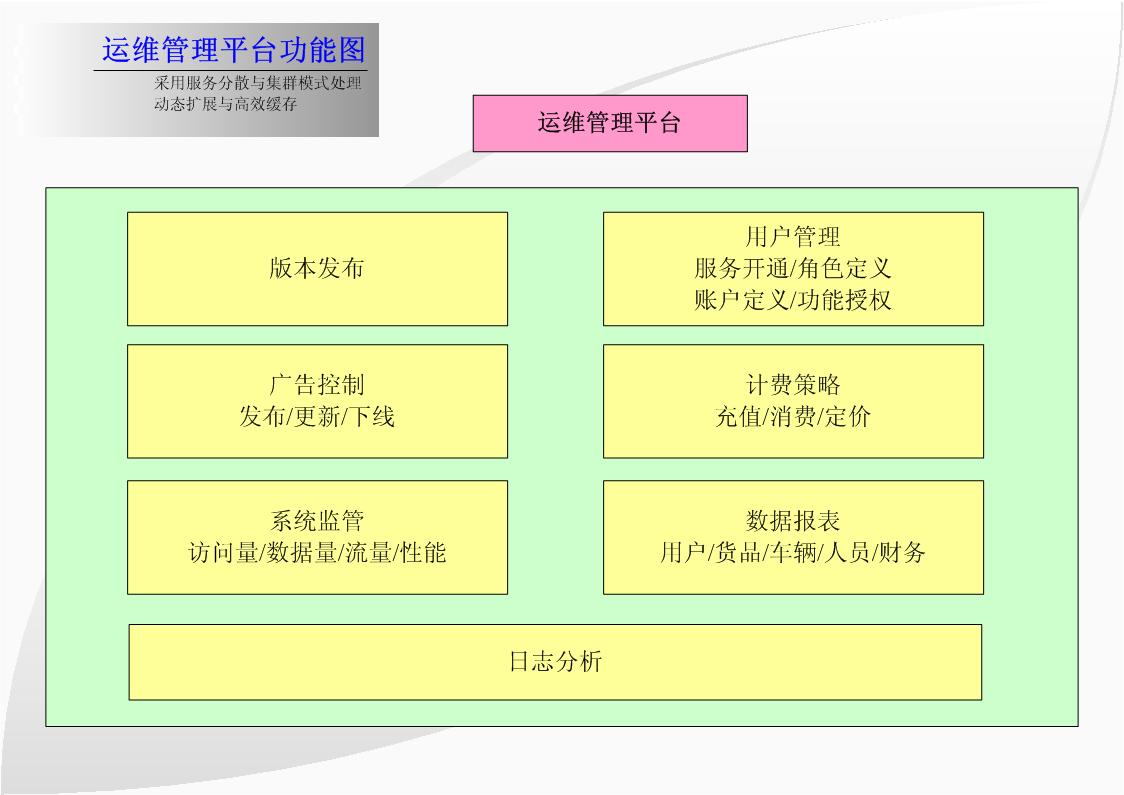 运维管理平台功能图
采用服务分散与集群模式处理
动态扩展与高效缓存
运维管理平台
版本发布
用户管理
服务开通/角色定义
账户定义/功能授权
广告控制
发布/更新/下线
计费策略
充值/消费/定价
系统监管
访问量/数据量/流量/性能
数据报表
用户/货品/车辆/人员/财务
日志分析